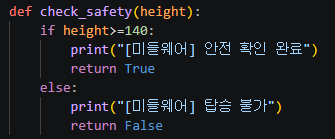 def check_safety(height):
    if height>=140:
        print("[미들웨어] 안전 확인 완료")
        return True
    else:
        print("[미들웨어] 탑승 불가")
        return False